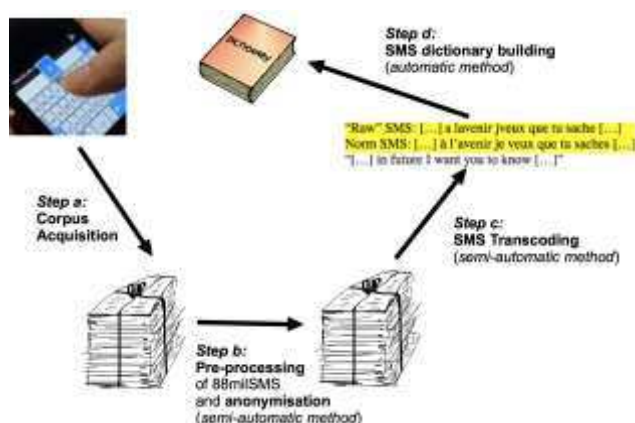 Step a:
Corpus
Acquisition
Step b:
Pre-processing
of 88milSMS
and anonymisation
(semi-automatic method)
Step c:
SMS Transcoding
(semi-automatic method)
"Raw" SMS: […] a lavenir jveux que tu sache […]
Norm SMS: […] à l'avenir je veux que tu saches […]
"[…] in future I want you to know […]"
Step d:
SMS dictionary building
(automatic method)
DICTIONARY